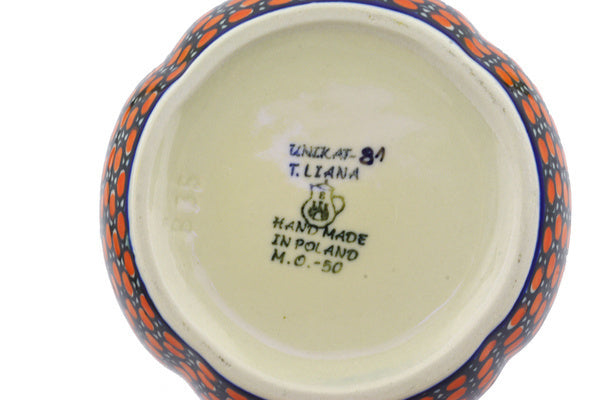 UNIKAT-81
T. LIANA
HAND MADE
IN POLAND
M.O.-50